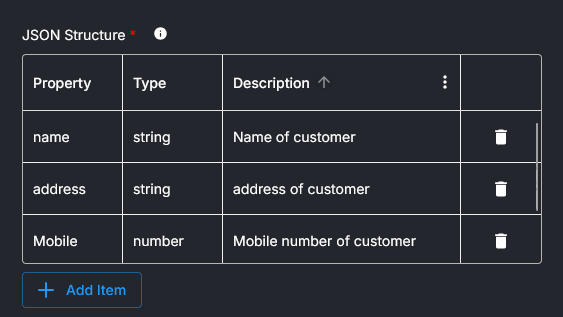 JSON Structure *
Property Type Description ↑
name string Name of customer
address string address of customer
Mobile number Mobile number of customer
+ Add Item